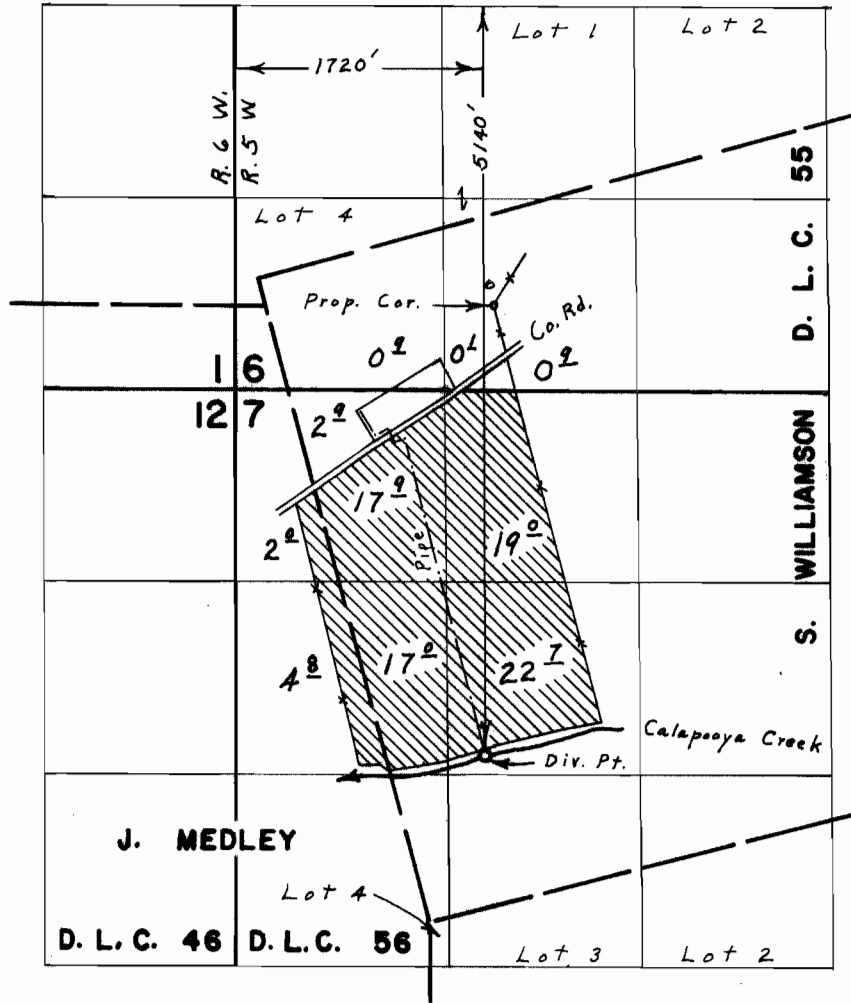 Lot 1 Lot 2
1720'
R. 6 W.
R. 5 W
5140'
D. L. C. 55
Lot 4
Prop. Cor.
Co. Rd.
0 9 0 1 0 9
1 6
12 7
2 9
17 9
Pipe
2 0
19 0
S. WILLIAMSON
4 8
17 0
22 7
Calapooya Creek
Div. Pt.
J. MEDLEY
Lot 4
D. L. C. 46 D. L. C. 56
Lot 3 Lot 2